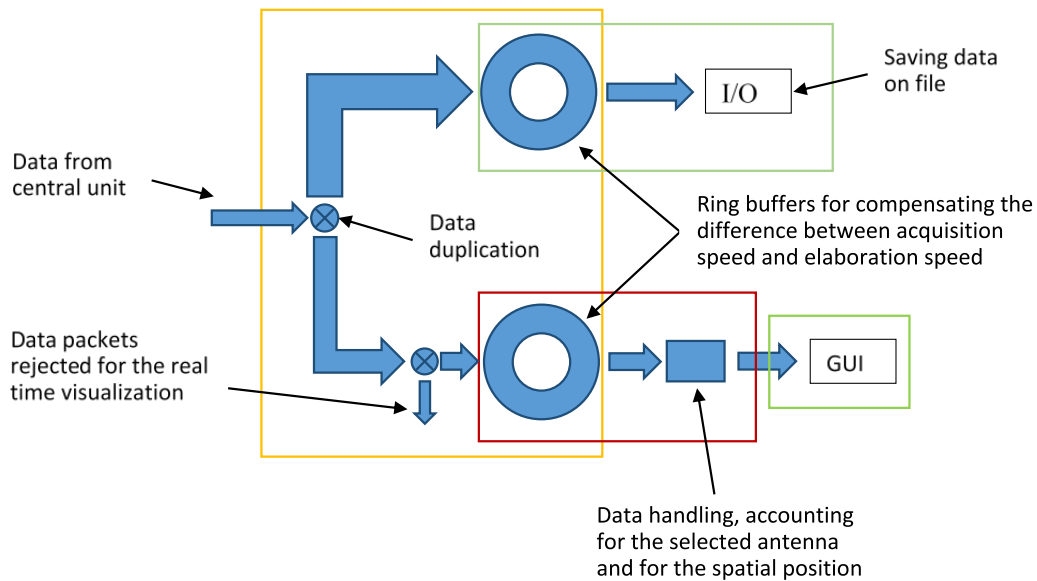 Saving data
on file
I/O
Data from
central unit
Data
duplication
Ring buffers for compensating the
difference between acquisition
speed and elaboration speed
Data packets
rejected for the real
time visualization
GUI
Data handling, accounting
for the selected antenna
and for the spatial position